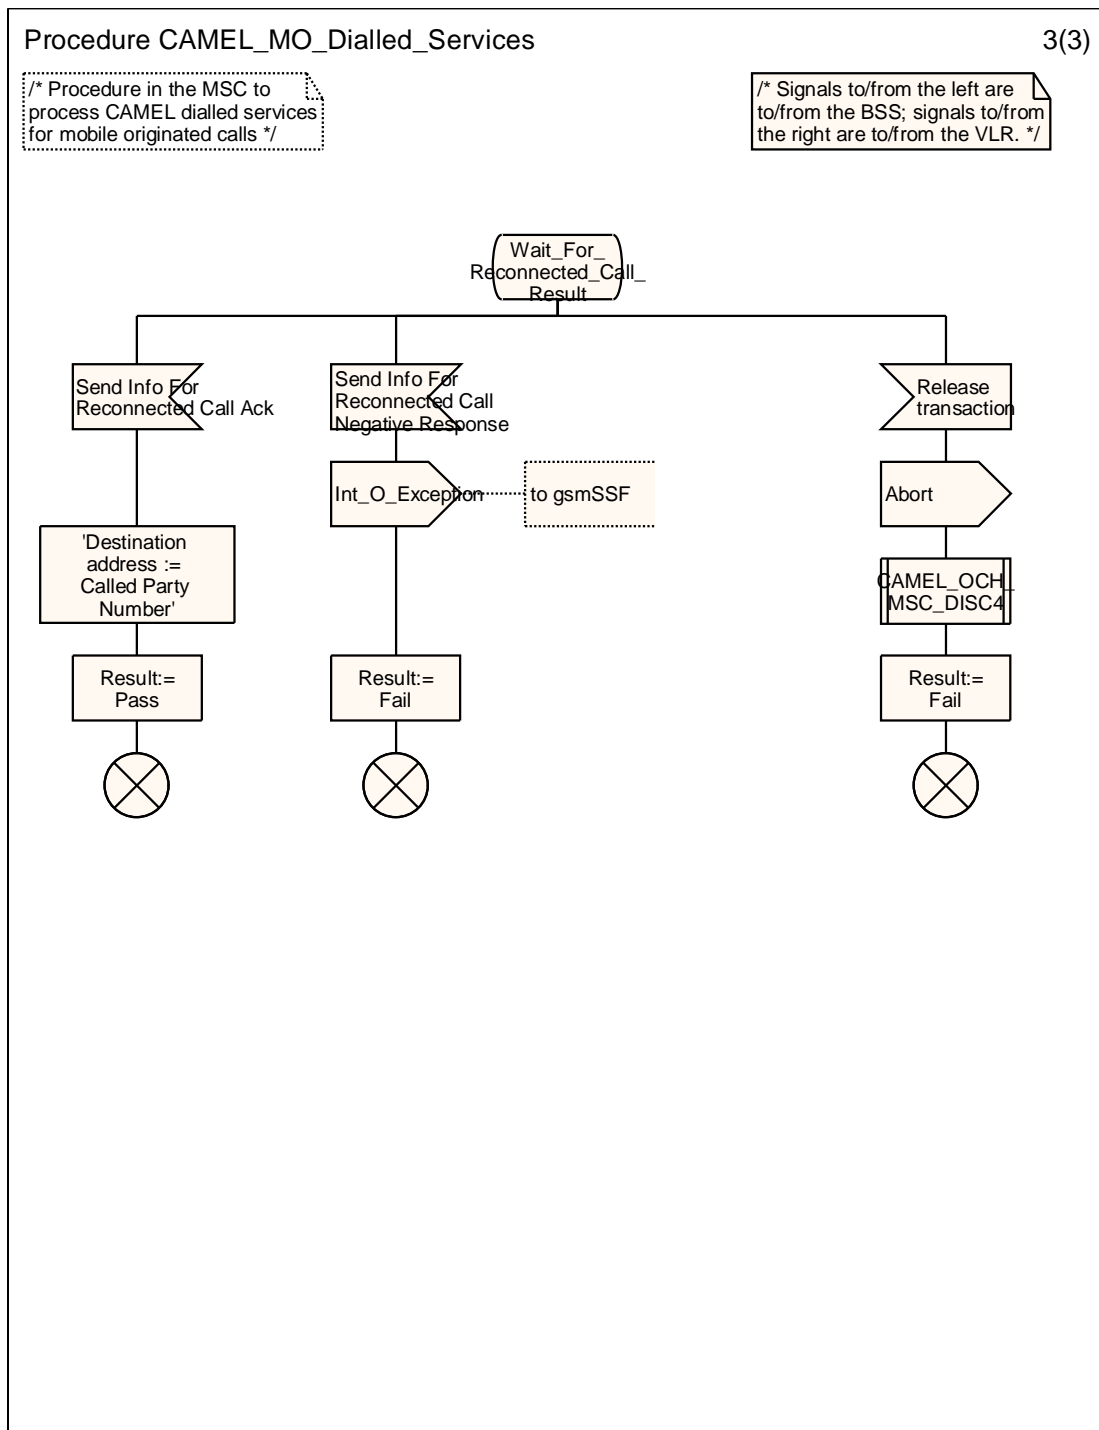 Procedure CAMEL_MO_Dialled_Services
3(3)
/* Procedure in the MSC to
process CAMEL dialled services
for mobile originated calls */
/* Signals to/from the left are
to/from the BSS; signals to/from
the right are to/from the VLR. */
Wait_For_
Reconnected_Call_
Result
Send Info For
Reconnected Call Ack
Send Info For
Reconnected Call
Negative Response
Release
transaction
Int_O_Exception
to gsmSSF
Abort
'Destination
address :=
Called Party
Number'
CAMEL_OCH_
MSC_DISC4
Result:=
Pass
Result:=
Fail
Result:=
Fail